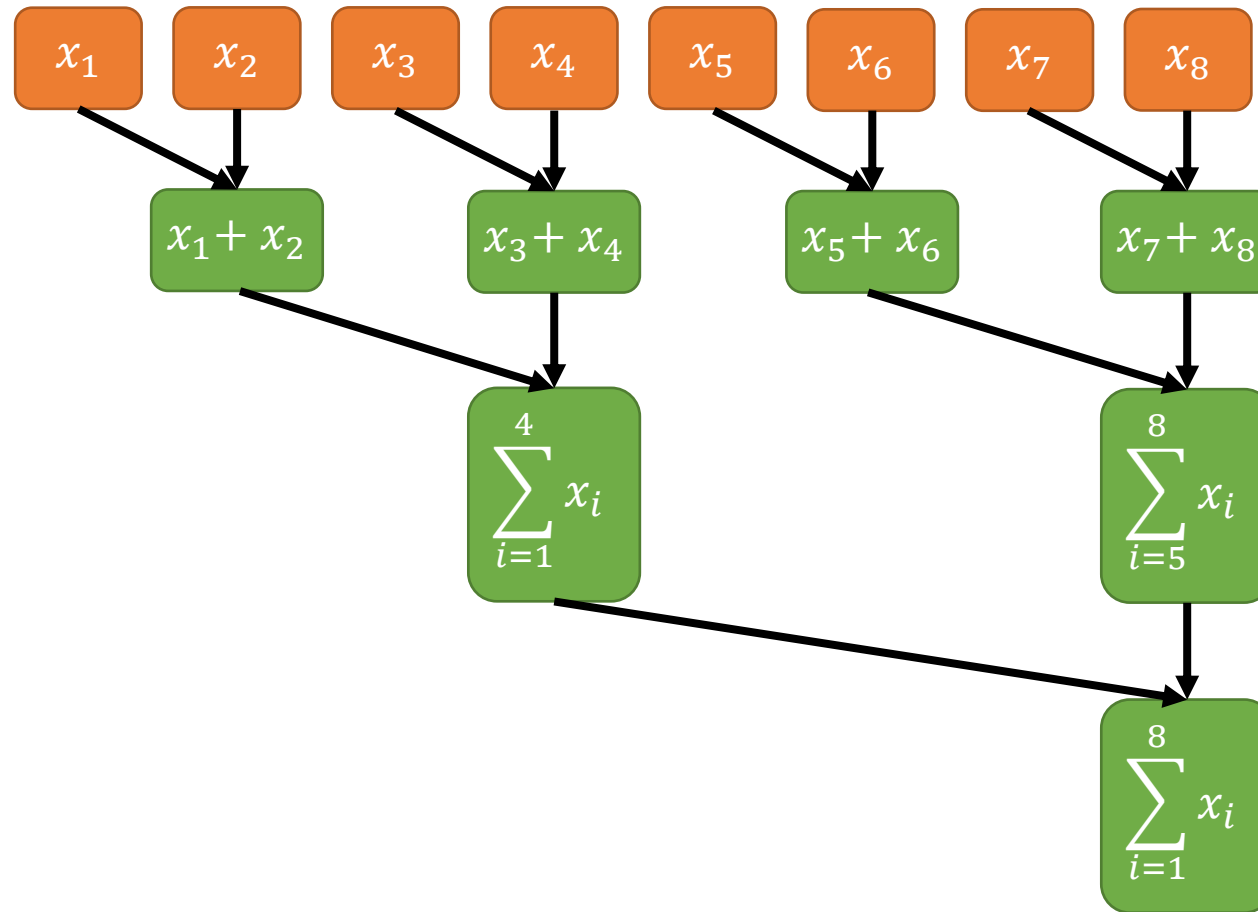 x₁ x₂ x₃ x₄ x₅ x₆ x₇ x₈
x₁+ x₂ x₃+ x₄ x₅+ x₆ x₇+ x₈
∑_{i=1}^{4} x_i ∑_{i=5}^{8} x_i
∑_{i=1}^{8} x_i